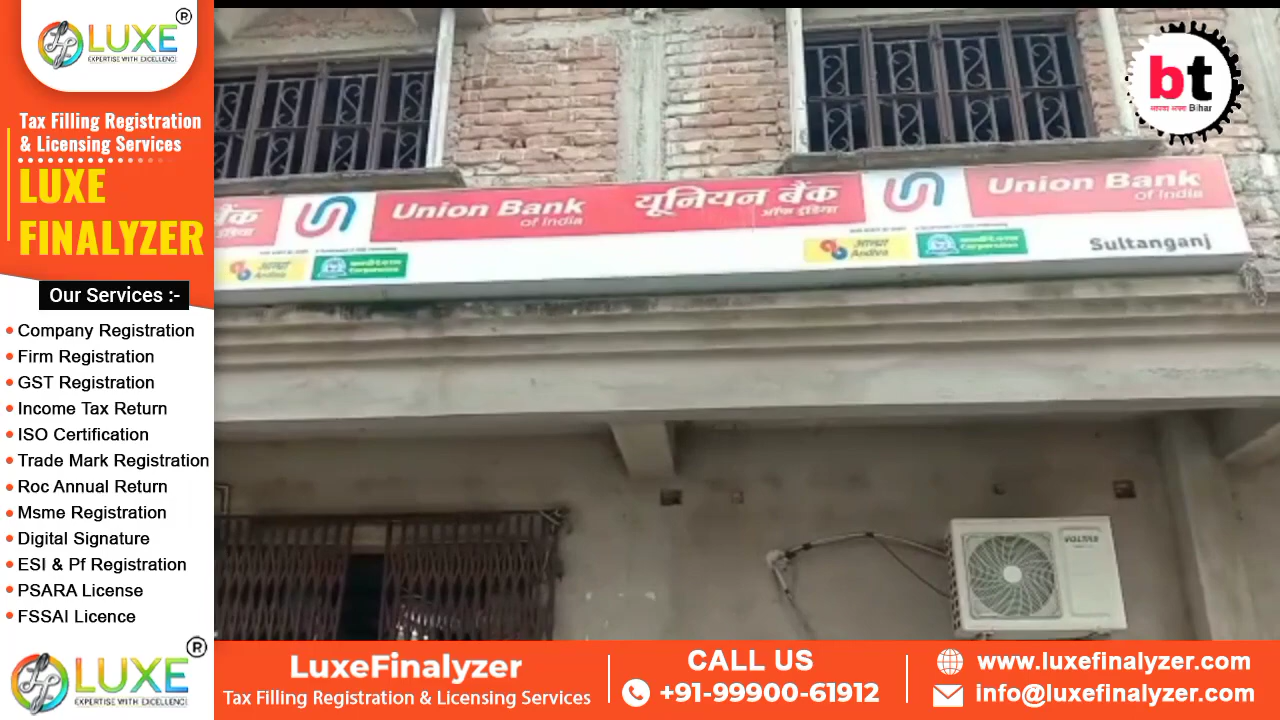 LUXE
EXPERTISE WITH EXCELLENCE
®
Tax Filling Registration
& Licensing Services
LUXE
FINALYZER
Our Services :-
Company Registration
Firm Registration
GST Registration
Income Tax Return
ISO Certification
Trade Mark Registration
Roc Annual Return
Msme Registration
Digital Signature
ESI & Pf Registration
PSARA License
FSSAI Licence
LUXE
EXPERTISE WITH EXCELLENCE
®
bt
Bihar
बैंक
इंडिया
Union Bank
of India
यूनियन बैंक
ऑफ इंडिया
Union Bank
of India
आन्ध्रा
Andhra
Corporation
आन्ध्रा
Andhra
Corporation
Sultanganj
VOLTAS
LuxeFinalyzer
Tax Filling Registration & Licensing Services
CALL US
+91-99900-61912
www.luxefinalyzer.com
info@luxefinalyzer.com